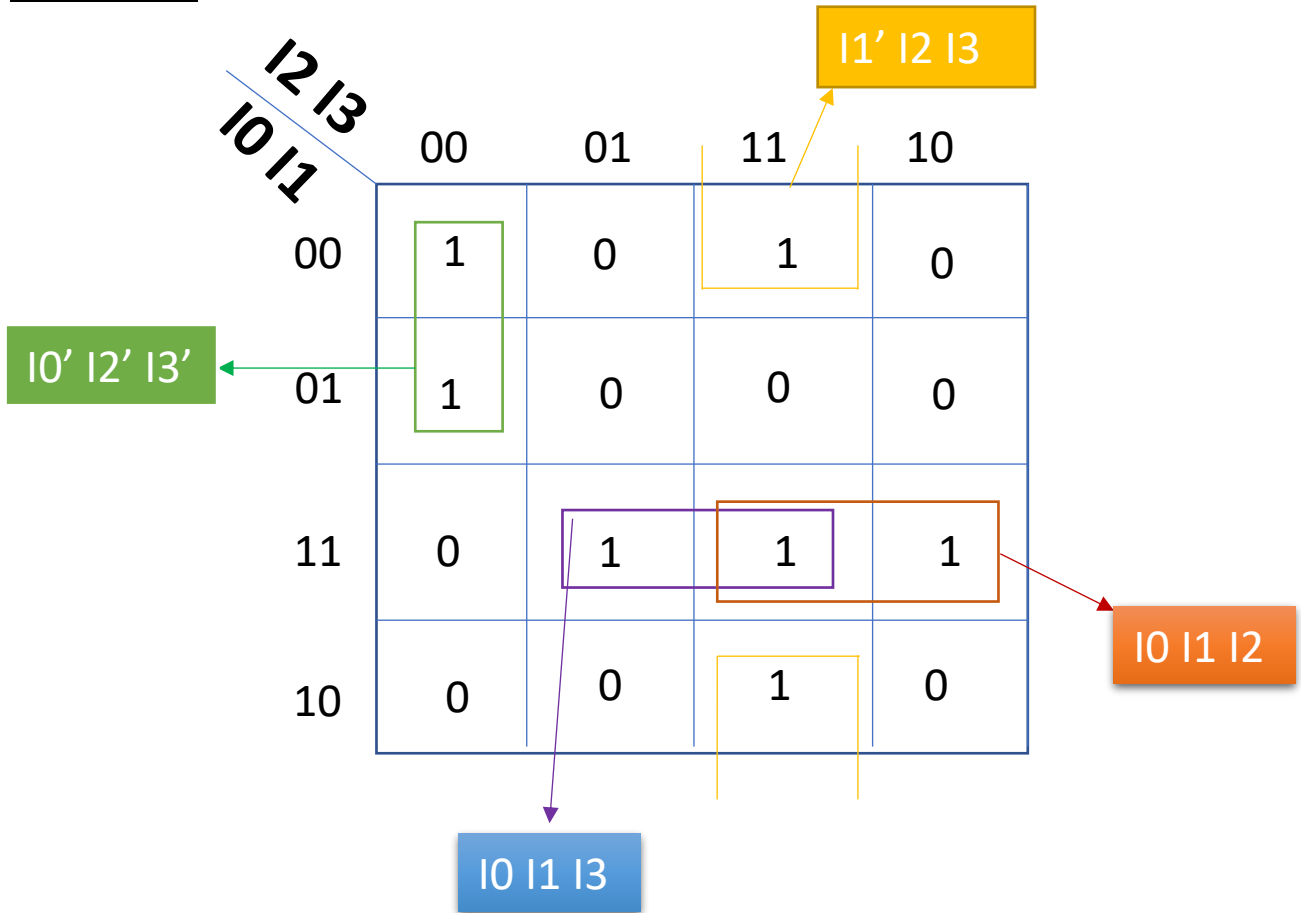 I1’ I2 I3
I2 I3
I0 I1
00 01 11 10
00 1 0 1 0
I0’ I2’ I3’
01 1 0 0 0
11 0 1 1 1
I0 I1 I2
10 0 0 1 0
I0 I1 I3